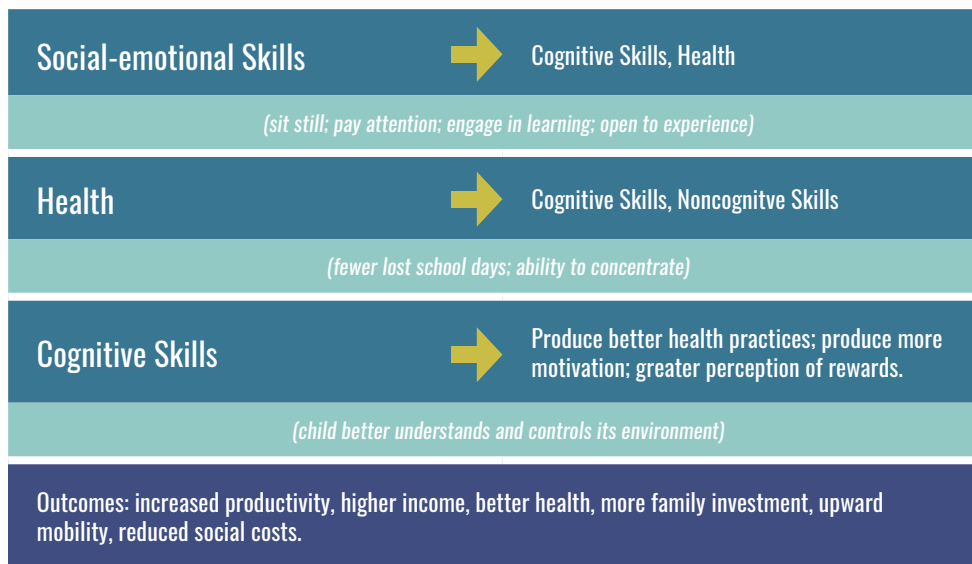 Social-emotional Skills
Cognitive Skills, Health
(sit still; pay attention; engage in learning; open to experience)
Health
Cognitive Skills, Noncognitve Skills
(fewer lost school days; ability to concentrate)
Cognitive Skills
Produce better health practices; produce more
motivation; greater perception of rewards.
(child better understands and controls its environment)
Outcomes: increased productivity, higher income, better health, more family investment, upward
mobility, reduced social costs.